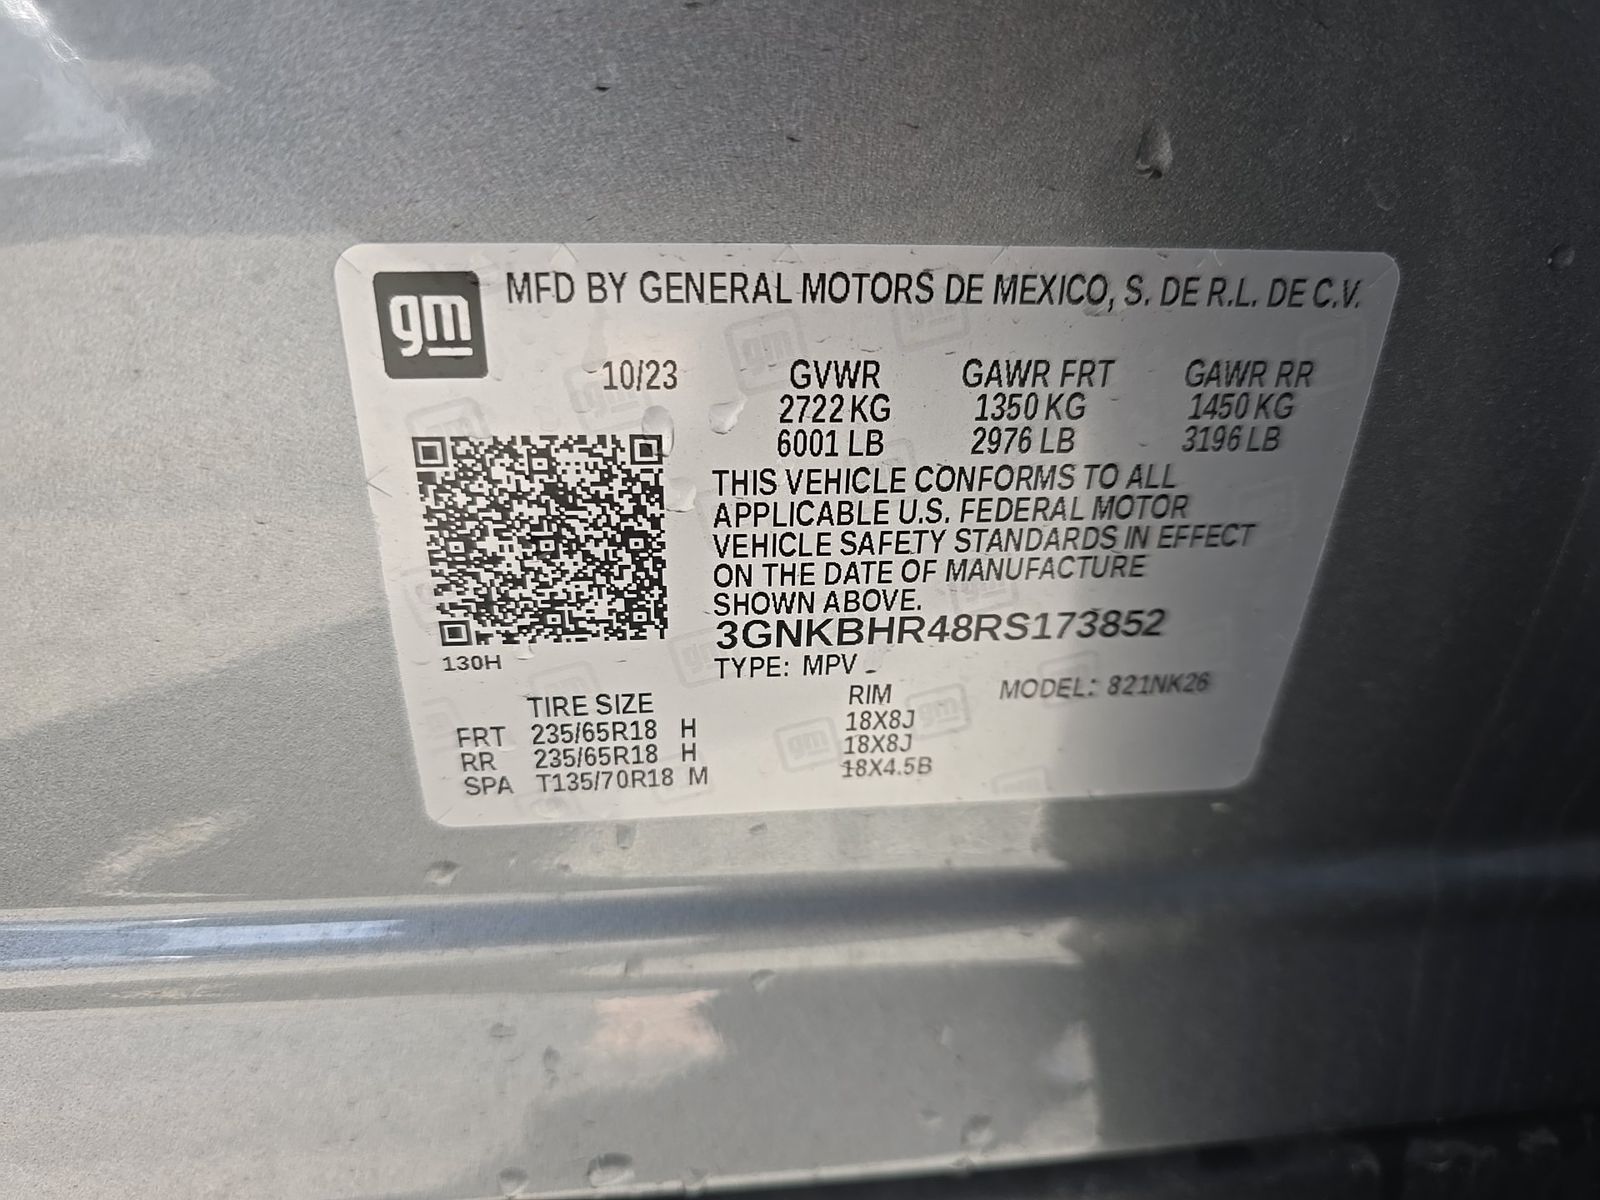 gm MFD BY GENERAL MOTORS DE MEXICO, S. DE R.L. DE C.V.
10/23 GVWR GAWR FRT GAWR RR
2722 KG 1350 KG 1450 KG
6001 LB 2976 LB 3196 LB
THIS VEHICLE CONFORMS TO ALL
APPLICABLE U.S. FEDERAL MOTOR
VEHICLE SAFETY STANDARDS IN EFFECT
ON THE DATE OF MANUFACTURE
SHOWN ABOVE.
3GNKBHR48RS173852
130H
TYPE: MPV
TIRE SIZE RIM MODEL: 821NK26
FRT 235/65R18 H 18X8J
RR 235/65R18 H 18X8J
SPA T135/70R18 M 18X4.5B